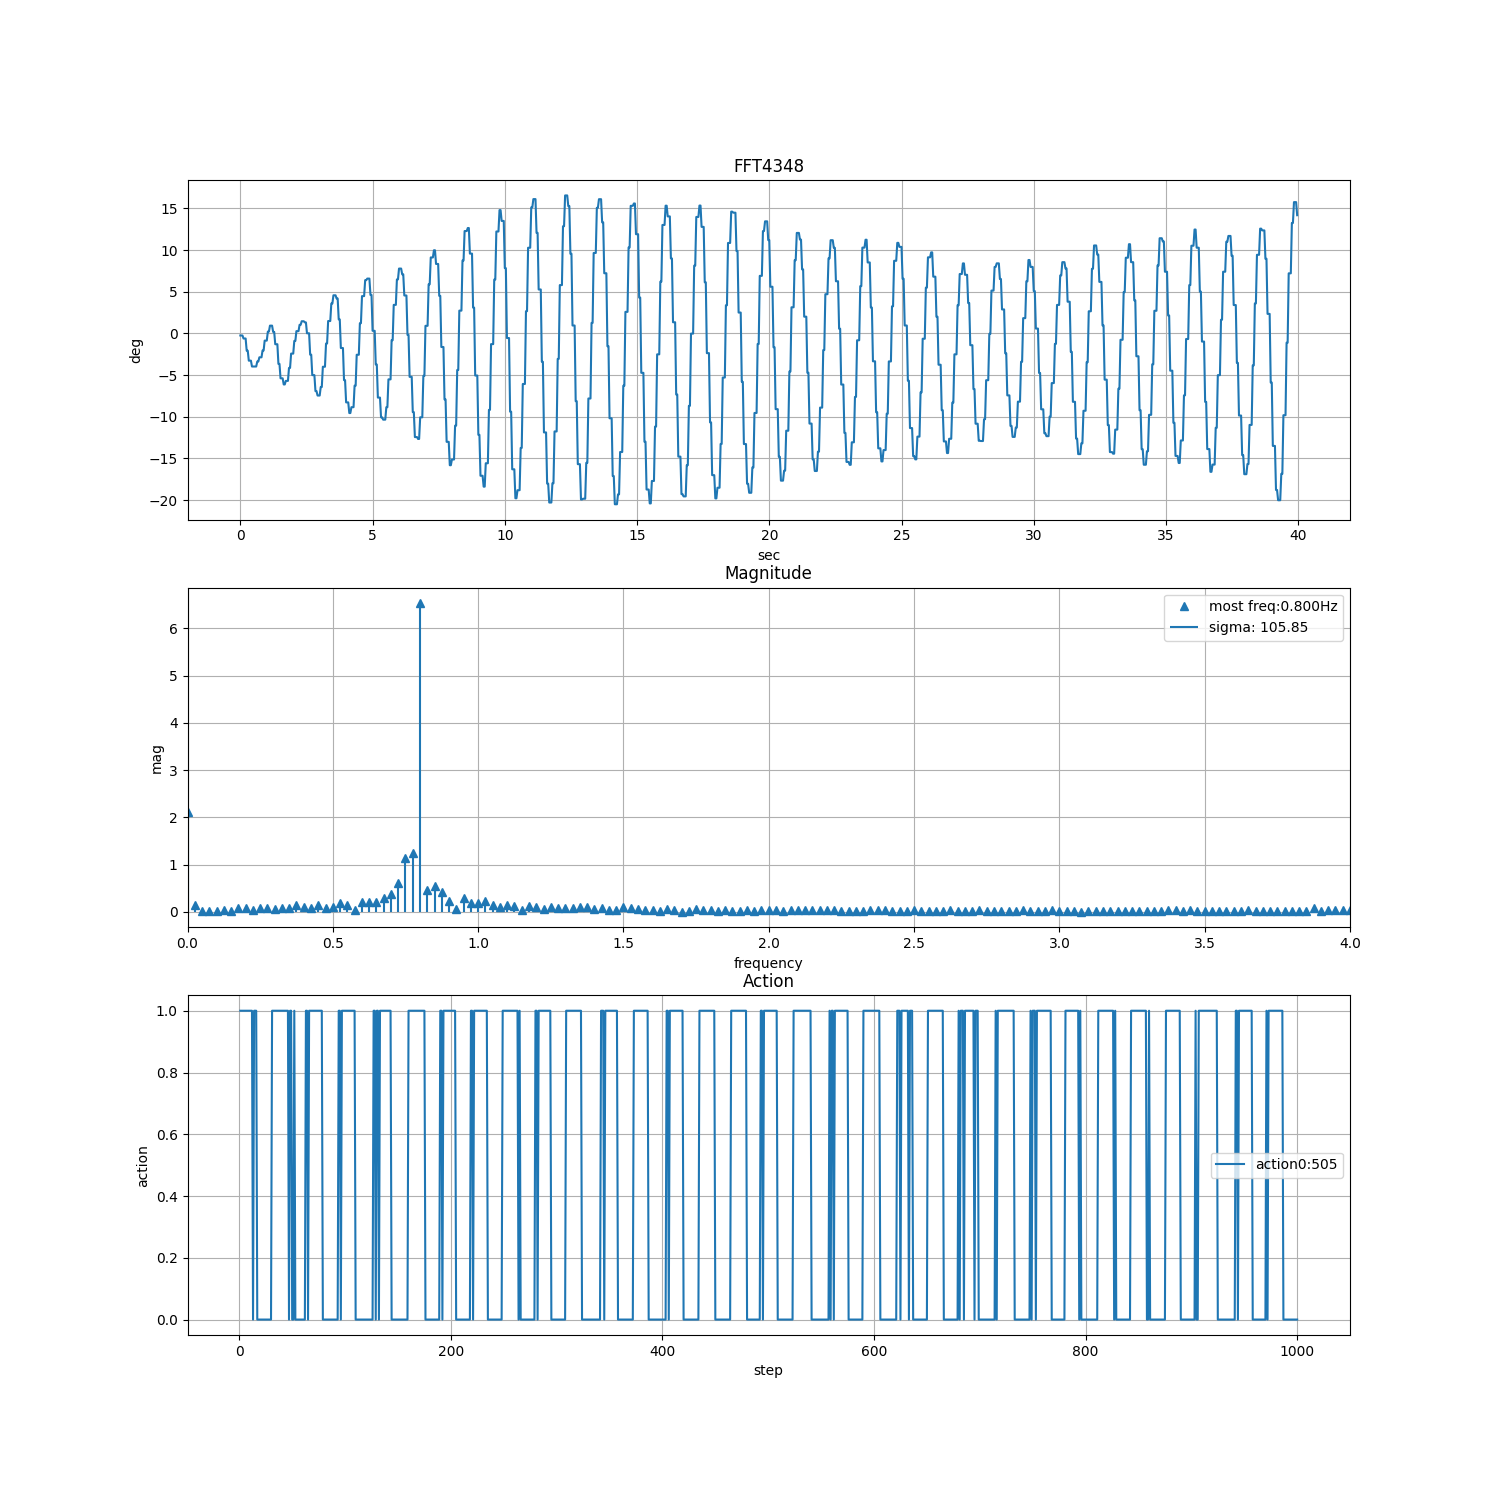 FFT4348
15
10
5
0
−5
−10
−15
−20
deg
0 5 10 15 20 25 30 35 40
sec
Magnitude
most freq:0.800Hz
sigma: 105.85
6
5
4
3
2
1
0
mag
0.0 0.5 1.0 1.5 2.0 2.5 3.0 3.5 4.0
frequency
Action
1.0
0.8
0.6
0.4
0.2
0.0
action
action0:505
0 200 400 600 800 1000
step